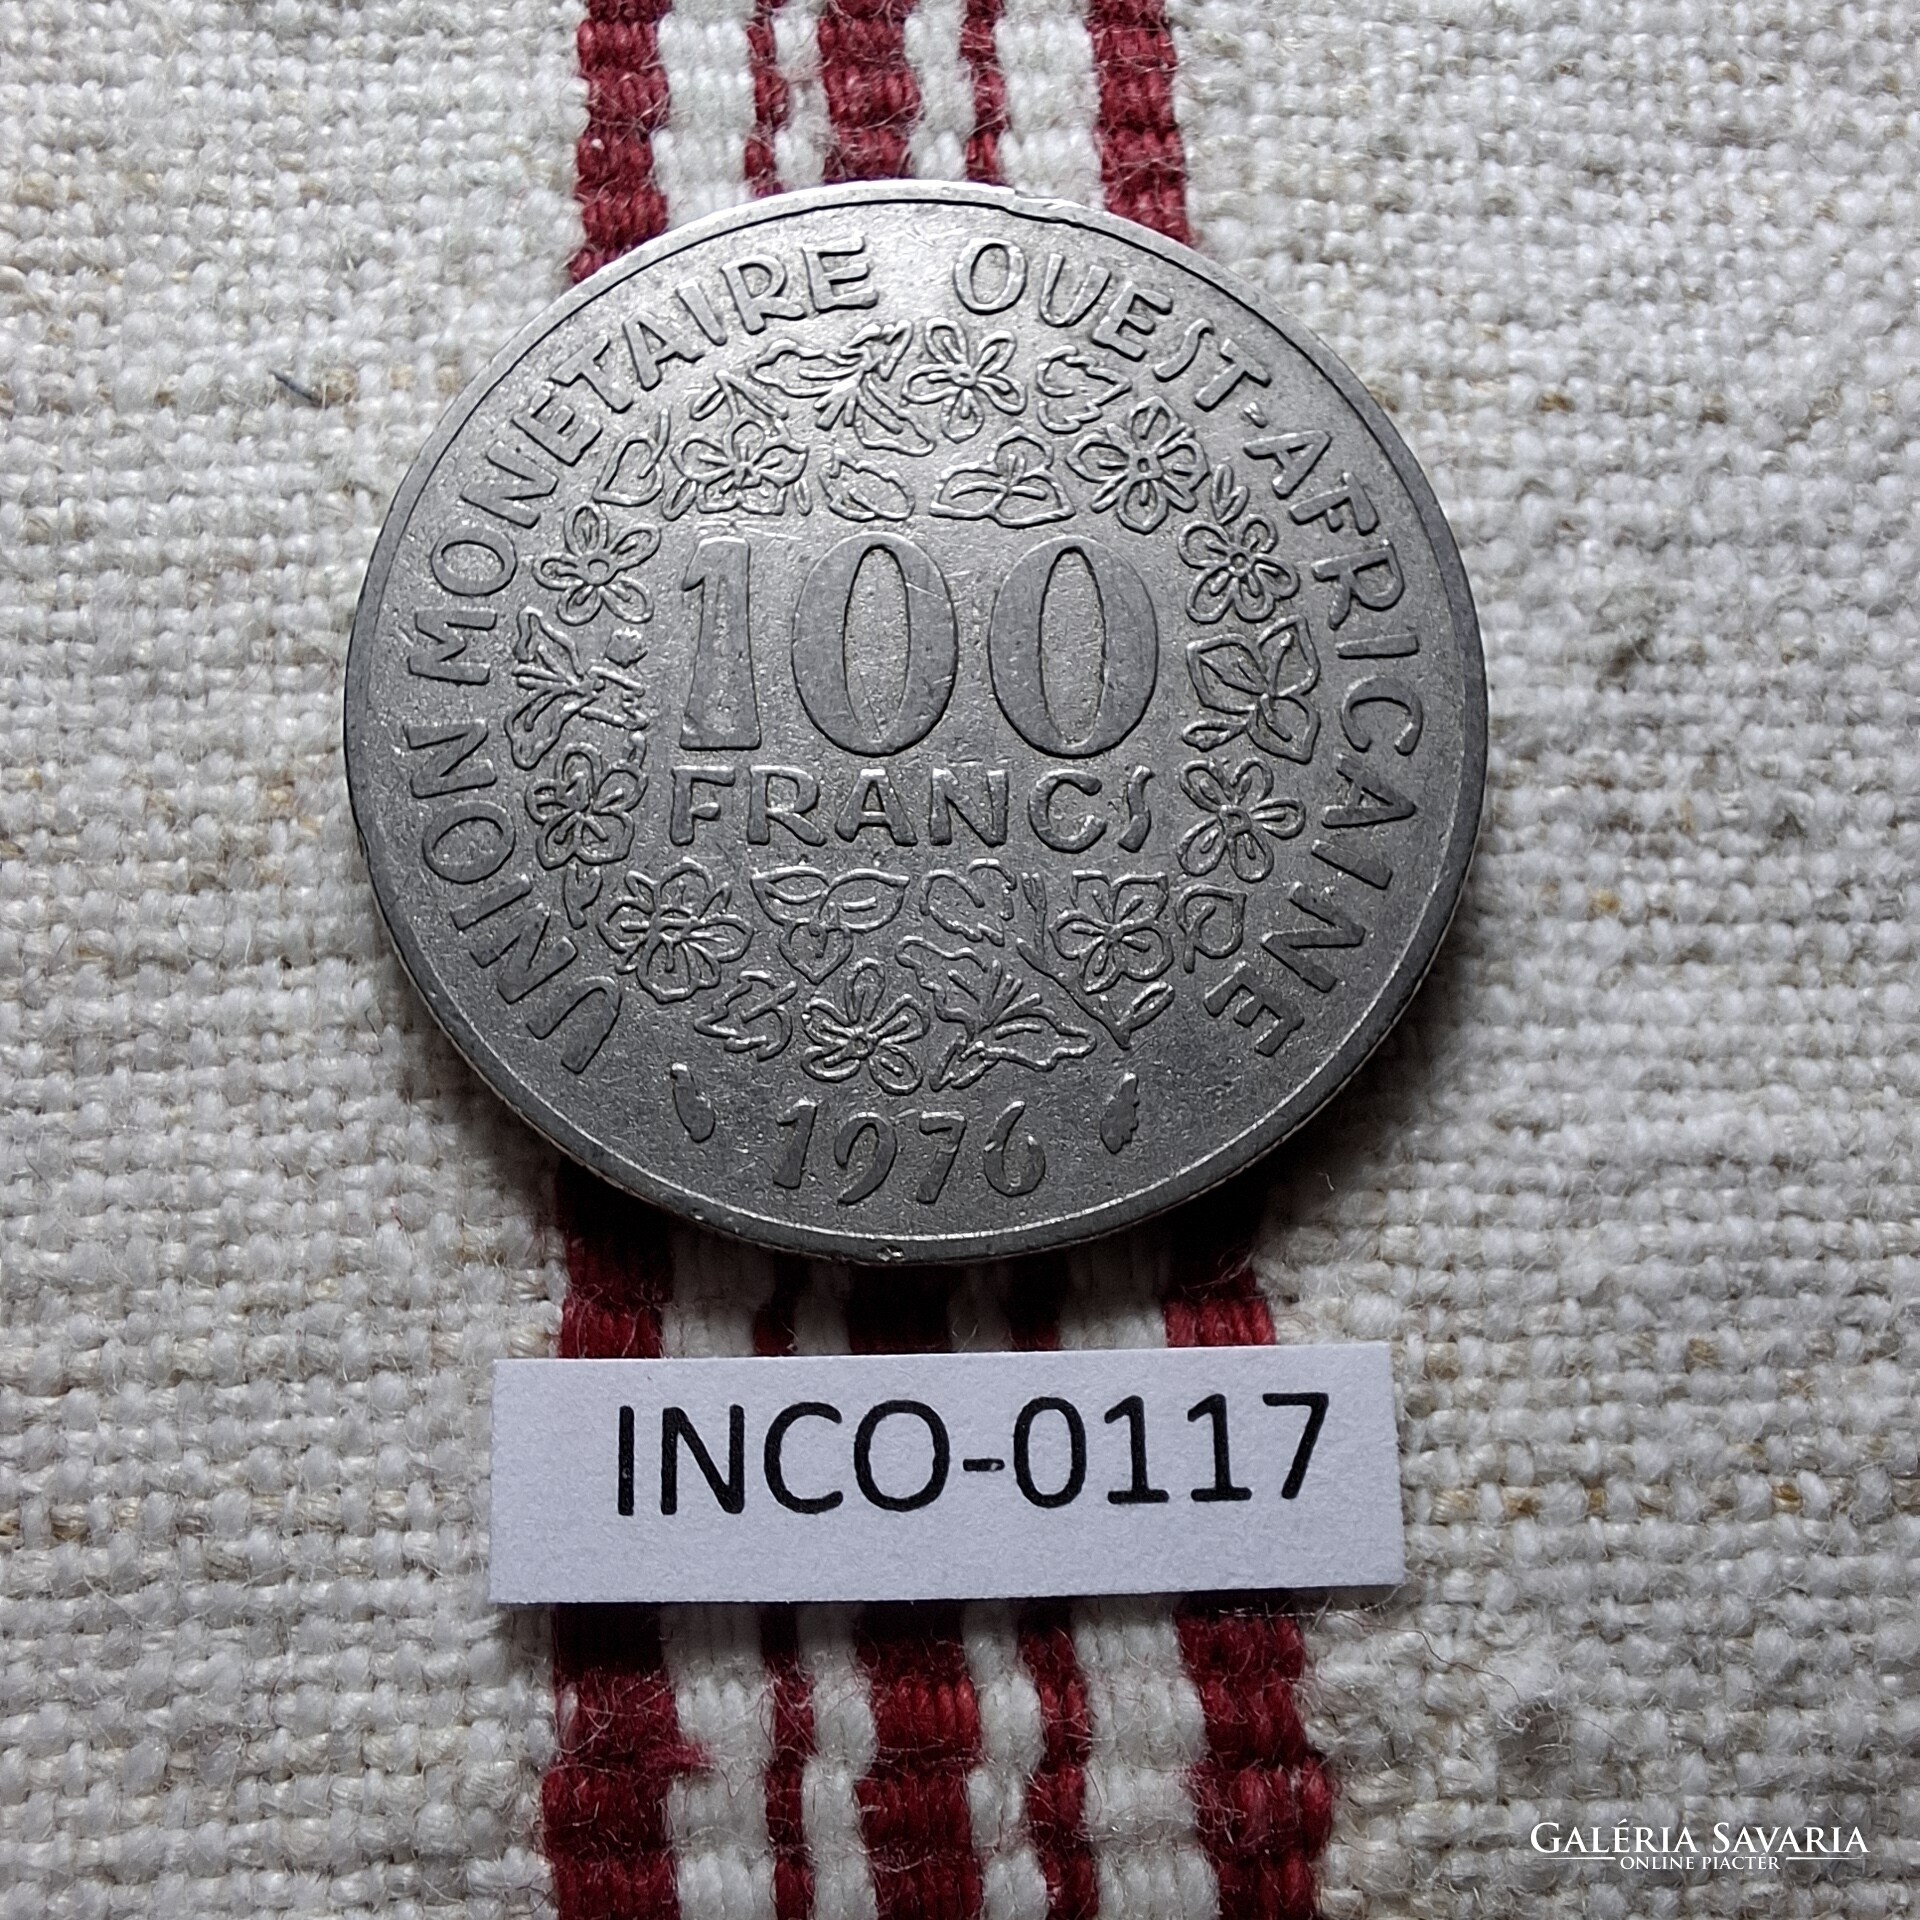 UNION MONETAIRE OUEST-AFRICAINE
100
FRANCS
1976
INCO-0117
GALÉRIA SAVARIA
ONLINE PIACTÉR